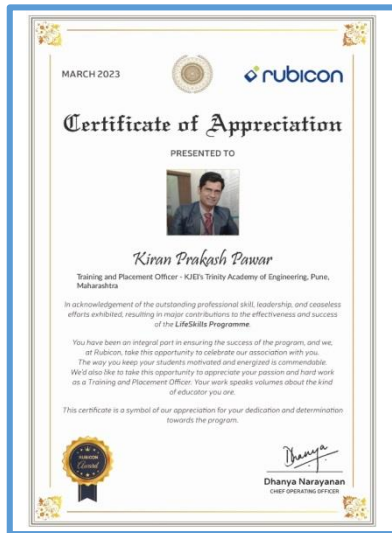 MARCH 2023
rubicon
Certificate of Appreciation
PRESENTED TO
Kiran Prakash Pawar
Training and Placement Officer - KJEI's Trinity Academy of Engineering, Pune,
Maharashtra
In acknowledgement of the outstanding professional skill, leadership, and ceaseless
efforts exhibited, resulting in major contributions to the effectiveness and success
of the LifeSkills Programme.
You have been an integral part in ensuring the success of the program, and we,
at Rubicon, take this opportunity to celebrate our association with you.
The way you keep your students motivated and energized is commendable.
We'd also like to take this opportunity to appreciate your passion and hard work
as a Training and Placement Officer. Your work speaks volumes about the kind
of educator you are.
This certificate is a symbol of our appreciation for your dedication and determination
towards the program.
RUBICON
Award
Dhanya
Dhanya Narayanan
CHIEF OPERATING OFFICER